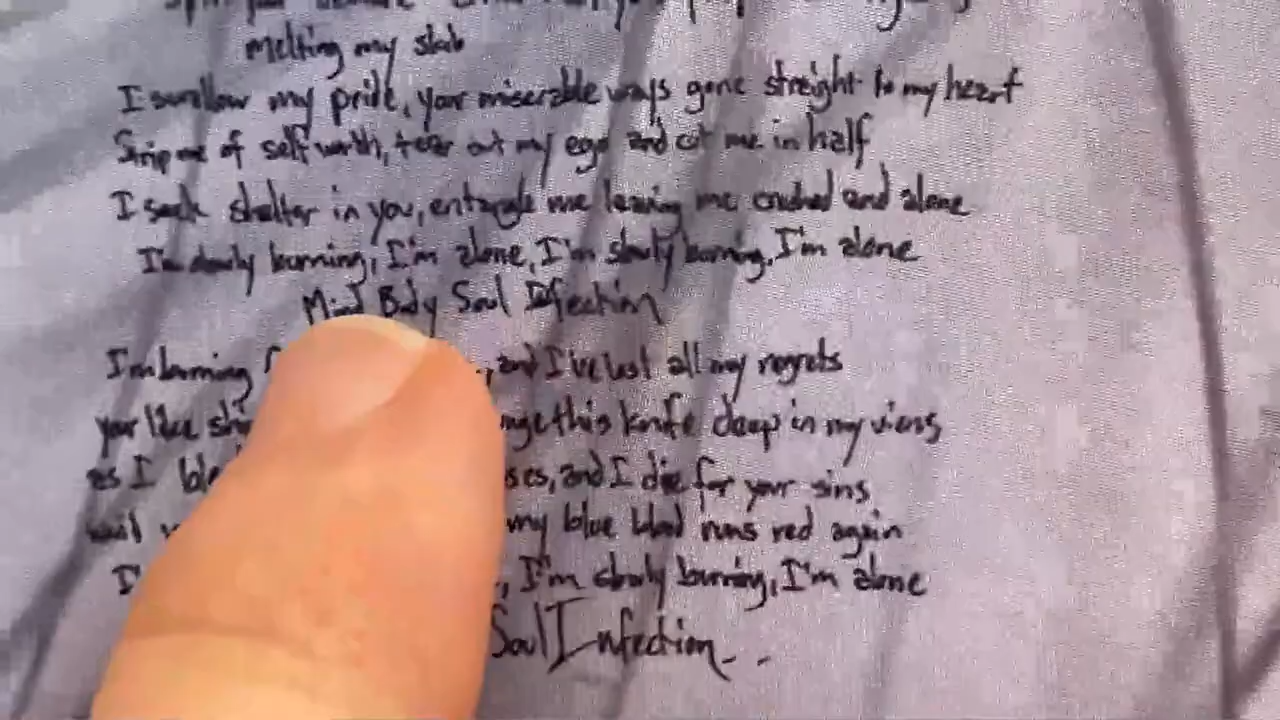 melting my slab
I swallow my pride, your miserable ways gone streight to my heart
Strip me of self worth, tear out my ego and cut me in half
I seek shelter in you, entangle me leaving me crushed and alone
I'm slowly burning, I'm alone, I'm slowly burning, I'm alone
Mind Body Soul Infection
I'm burning and I've lost all my regrets
your like this knife deep in my viens,
as I and I die for your sins
my blue blood runs red again
I'm slowly burning, I'm alone
Soul Infection..